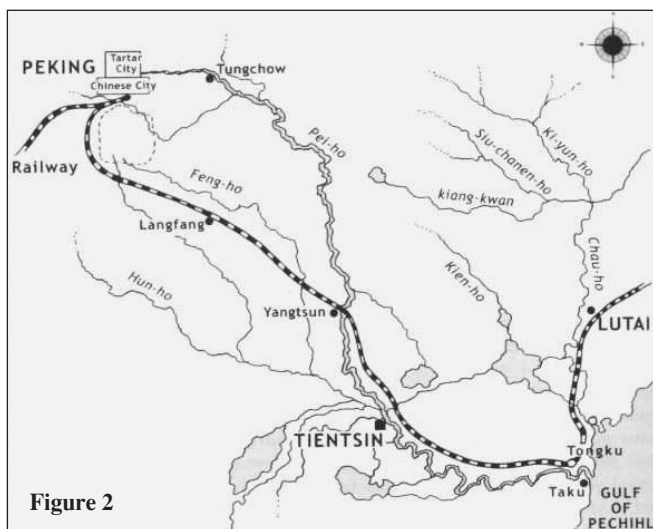 Tartar
City
PEKING
Chinese City
Tungchow
Railway
Pei-ho
Feng-ho
Langfang
Hun-ho
Yangtsun
TIENTSIN
Ki-yun-ho
Siu-chanen-ho
kiang-kwan
Kien-ho
Chau-ho
LUTAI
Tongku
Taku
GULF
OF
PECHIHLI
Figure 2